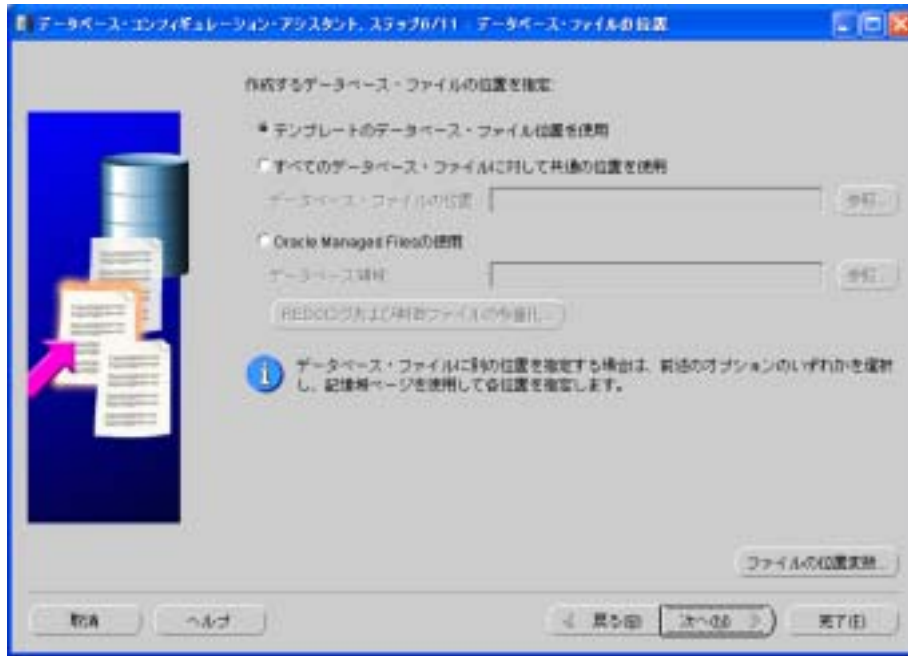 データベース・コンフィギュレーション・アシスタント, ステップ6/11 : データベース・ファイルの位置
作成するデータベース・ファイルの位置を指定:
テンプレートのデータベース・ファイル位置を使用
すべてのデータベース・ファイルに対して共通の位置を使用
データベース・ファイルの位置:
参照...
Oracle Managed Filesの使用
データベース領域:
参照...
REDOログおよび制御ファイルの多重化...
データベース・ファイルに別の位置を指定する場合は、前述のオプションのいずれかを選択
し、記憶域ページを使用して各位置を指定します。
ファイルの位置変数...
取消
ヘルプ
戻る(B)
次へ(N)
完了(F)